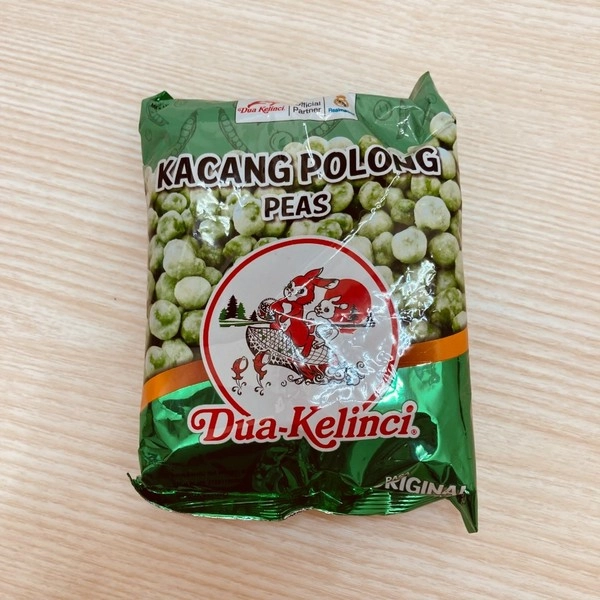 Dua Kelinci
Official Partner
KACANG POLONG
PEAS
Dua-Kelinci®